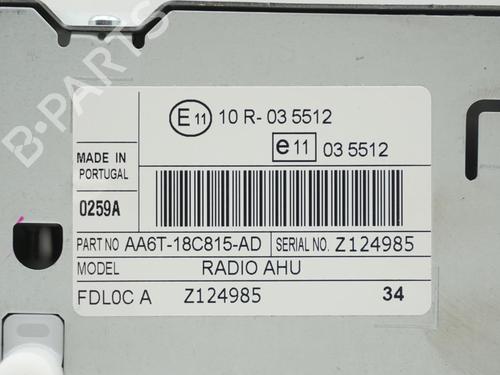 B-PARTS
E 11 10 R- 03 5512
e 11 03 5512
MADE IN
PORTUGAL
0259A
PART NO AA6T-18C815-AD SERIAL NO. Z124985
MODEL RADIO AHU
FDL0C A Z124985 34